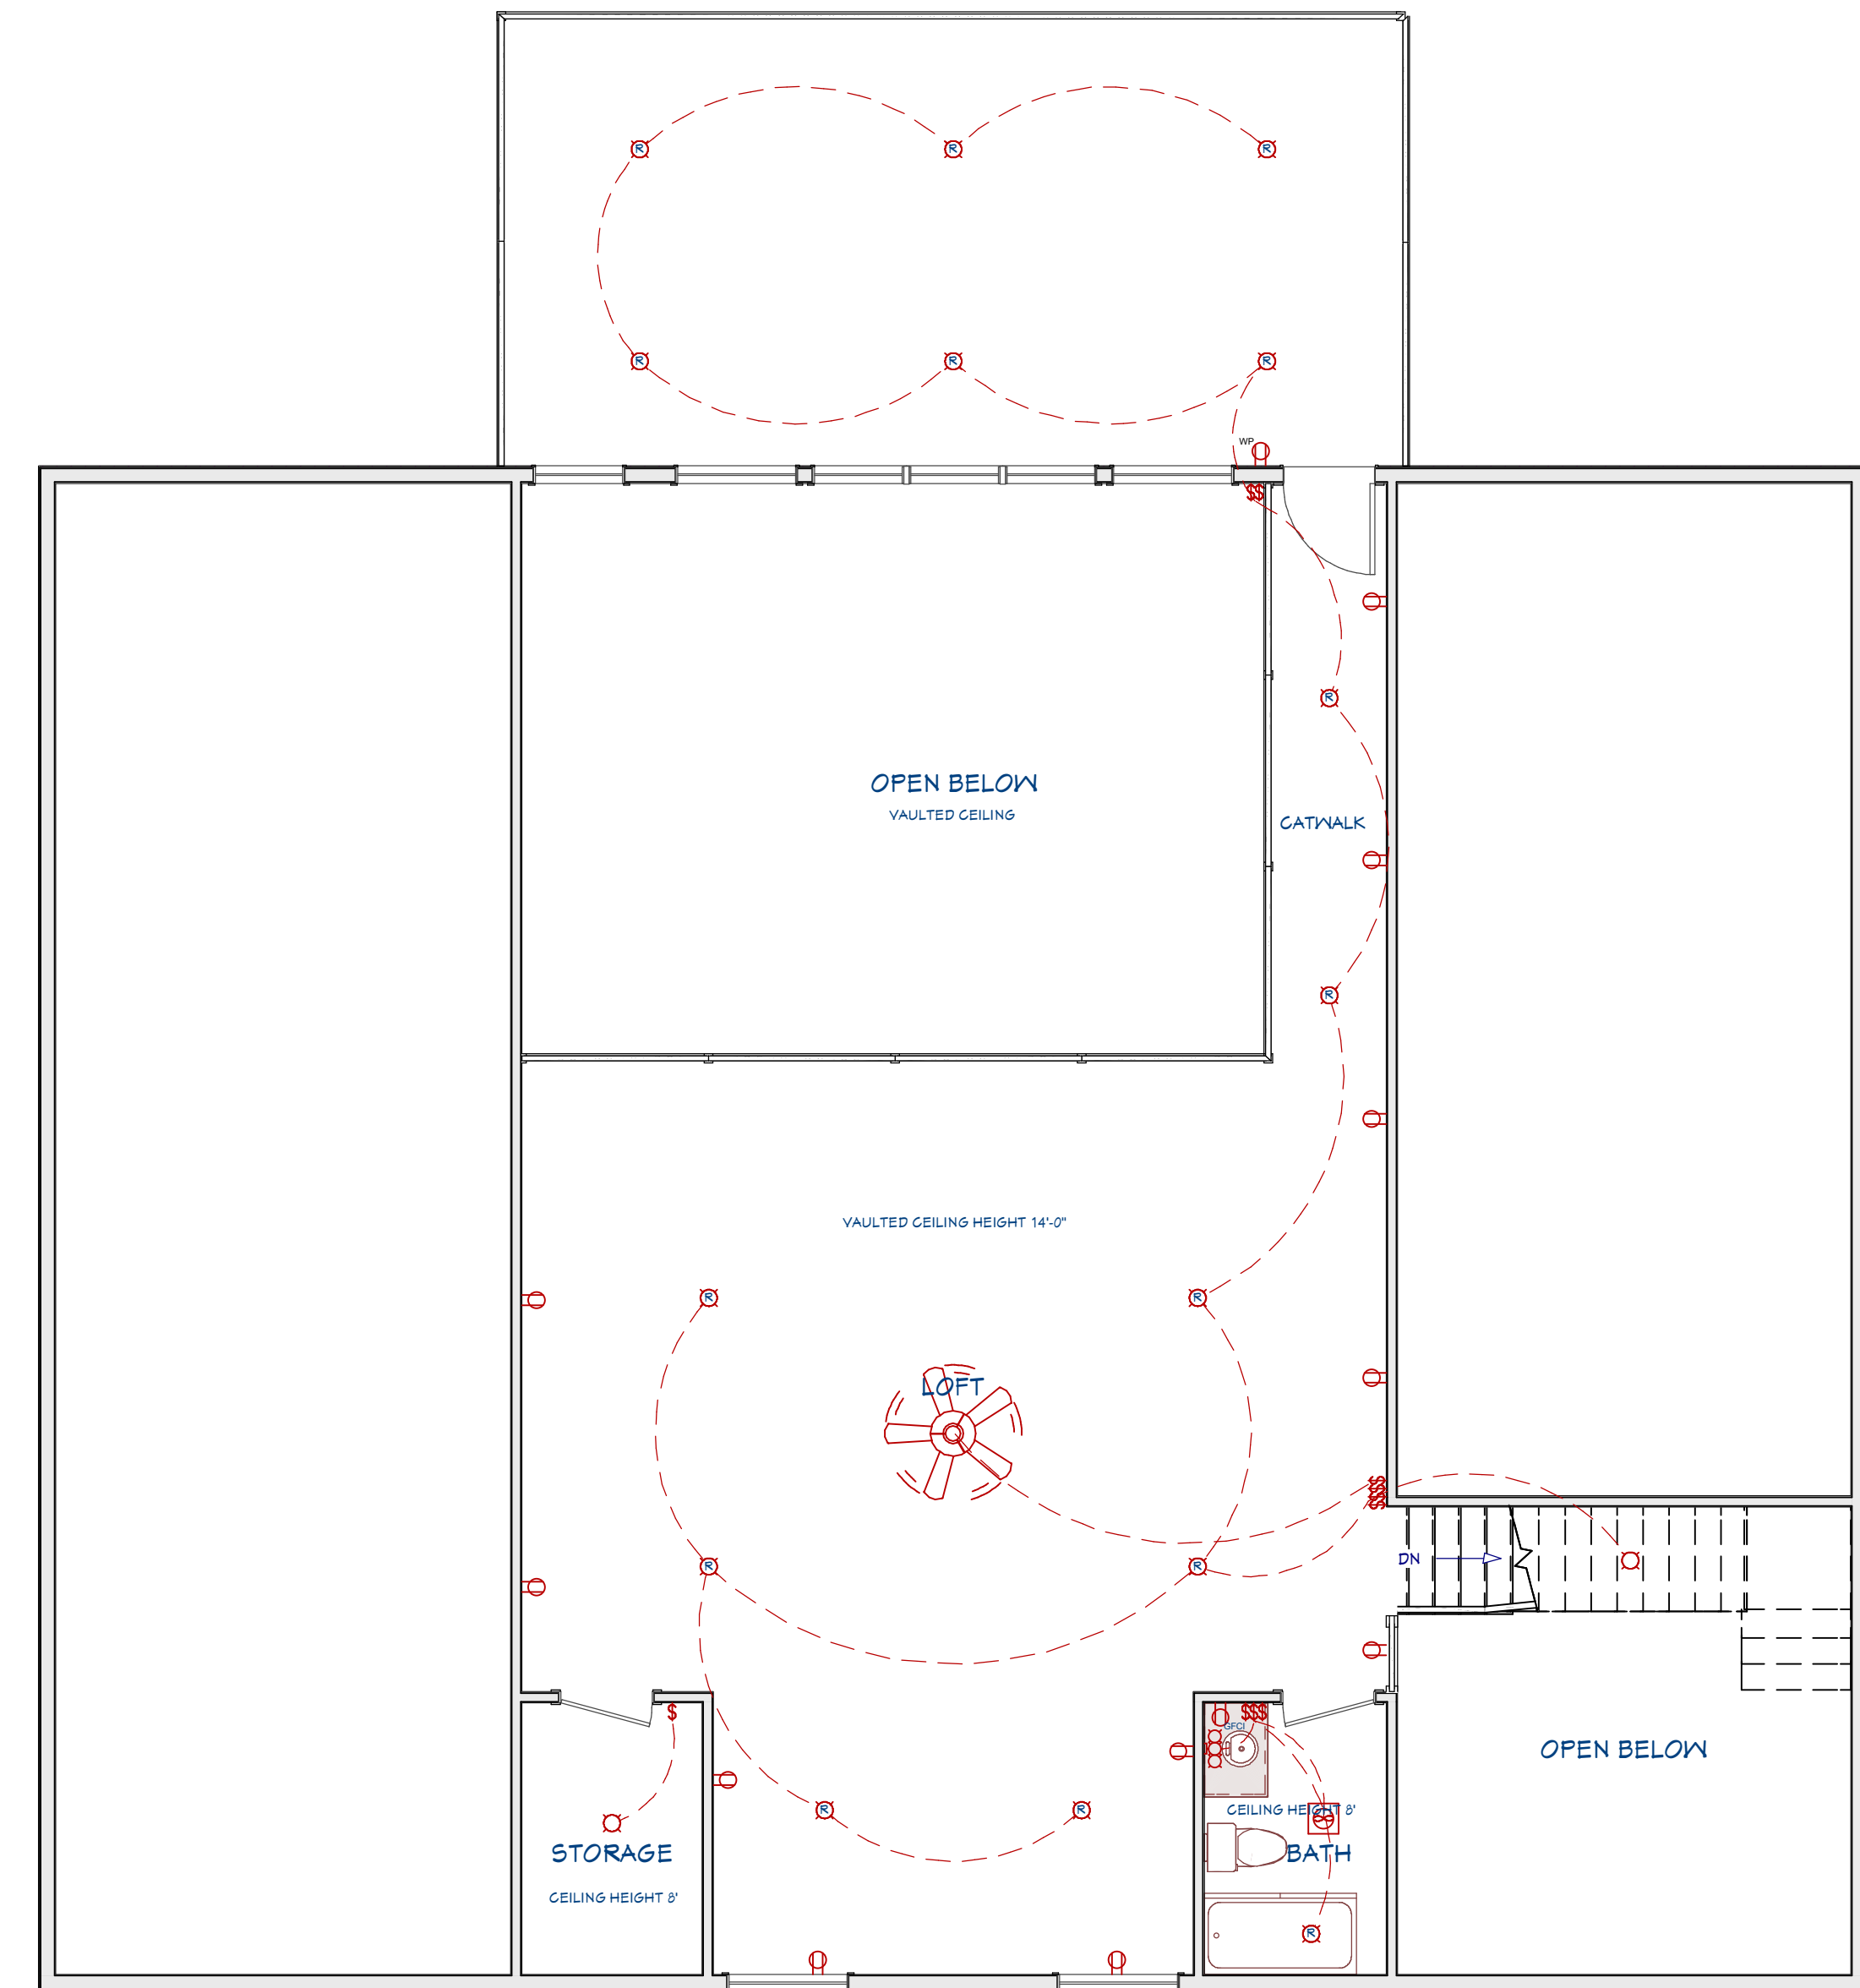 R R R
R R R
WP
$$
R
OPEN BELOW
VAULTED CEILING
CATWALK
R
VAULTED CEILING HEIGHT 14'-0"
R R
LOFT
$$$$
DN
R R
$
$$$
GFCI
OPEN BELOW
R R
CEILING HEIGHT 8'
STORAGE
BATH
CEILING HEIGHT 8'
R